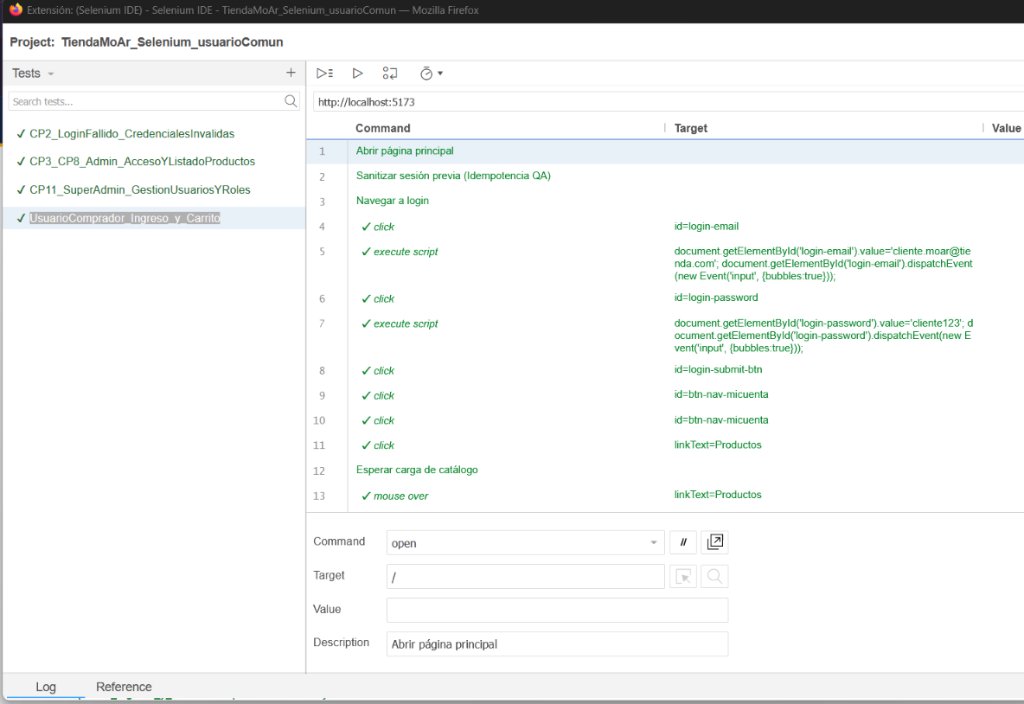 Extensión: (Selenium IDE) - Selenium IDE - TiendaMoAr_Selenium_usuarioComun — Mozilla Firefox
Project: TiendaMoAr_Selenium_usuarioComun
Tests
Search tests...
✓ CP2_LoginFallido_CredencialesInvalidas
✓ CP3_CP8_Admin_AccesoYListadoProductos
✓ CP11_SuperAdmin_GestionUsuariosYRoles
✓ UsuarioComprador_Ingreso_y_Carrito
http://localhost:5173
Command Target Value
1 Abrir página principal
2 Sanitizar sesión previa (Idempotencia QA)
3 Navegar a login
4 ✓ click id=login-email
5 ✓ execute script document.getElementById('login-email').value='cliente.moar@tie
nda.com'; document.getElementById('login-email').dispatchEvent
(new Event('input', {bubbles:true}));
6 ✓ click id=login-password
7 ✓ execute script document.getElementById('login-password').value='cliente123'; d
ocument.getElementById('login-password').dispatchEvent(new E
vent('input', {bubbles:true}));
8 ✓ click id=login-submit-btn
9 ✓ click id=btn-nav-micuenta
10 ✓ click id=btn-nav-micuenta
11 ✓ click linkText=Productos
12 Esperar carga de catálogo
13 ✓ mouse over linkText=Productos
Command open //
Target /
Value
Description Abrir página principal
Log Reference